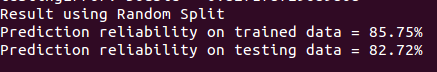 Result using Random Split
Prediction reliability on trained data = 85.75%
Prediction reliability on testing data = 82.72%